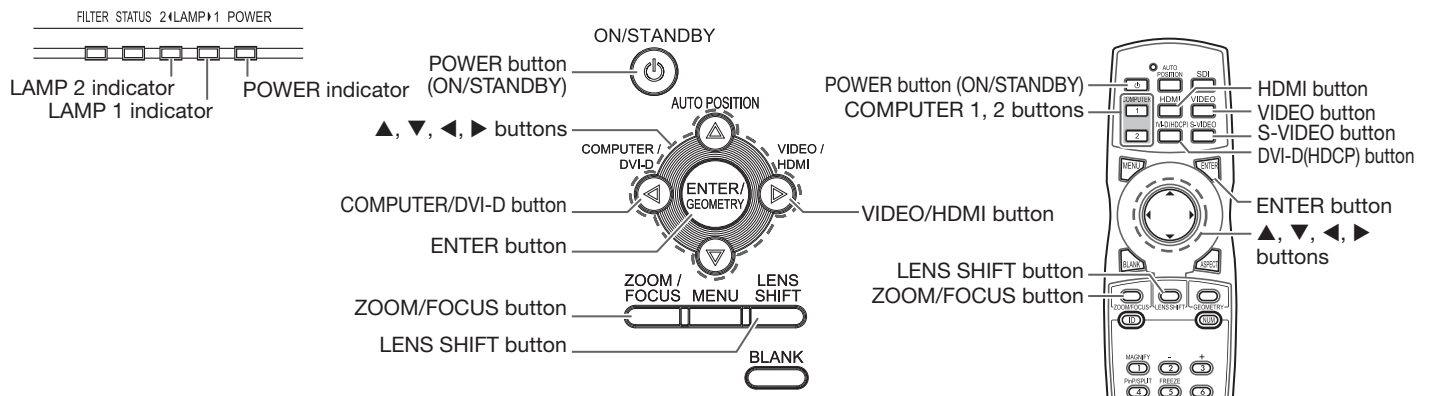 FILTER STATUS 2◀LAMP▶1 POWER
LAMP 2 indicator
LAMP 1 indicator
POWER indicator
ON/STANDBY
POWER button
(ON/STANDBY)
AUTO POSITION
▲, ▼, ◀, ▶ buttons
COMPUTER /
DVI-D
VIDEO /
HDMI
ENTER/
GEOMETRY
COMPUTER/DVI-D button
VIDEO/HDMI button
ENTER button
ZOOM /
FOCUS
MENU
LENS
SHIFT
ZOOM/FOCUS button
LENS SHIFT button
BLANK
POWER button (ON/STANDBY)
COMPUTER 1, 2 buttons
AUTO
POSITION
SDI
COMPUTER
HDMI
VIDEO
1
2
DVI-D(HDCP)
S-VIDEO
HDMI button
VIDEO button
S-VIDEO button
DVI-D(HDCP) button
MENU
ENTER
ENTER button
▲, ▼, ◀, ▶
buttons
BLANK
ASPECT
LENS SHIFT button
ZOOM/FOCUS button
ZOOM/FOCUS
LENS SHIFT
GEOMETRY
ID
NUM
MAGNIFY
-
+
1
2
3
PinP/SPLIT
FREEZE
4
5
6